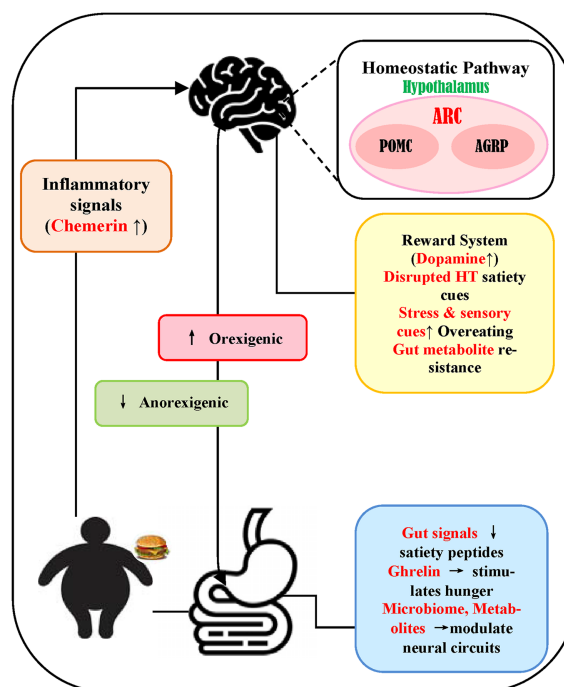 Homeostatic Pathway
Hypothalamus
ARC
POMC
AGRP
Inflammatory
signals
(Chemerin ↑)
Reward System
(Dopamine↑)
Disrupted HT satiety
cues
Stress & sensory
cues↑ Overeating
Gut metabolite re-
sistance
↑ Orexigenic
↓ Anorexigenic
Gut signals ↓
satiety peptides
Ghrelin → stimu-
lates hunger
Microbiome, Metab-
olites →modulate
neural circuits